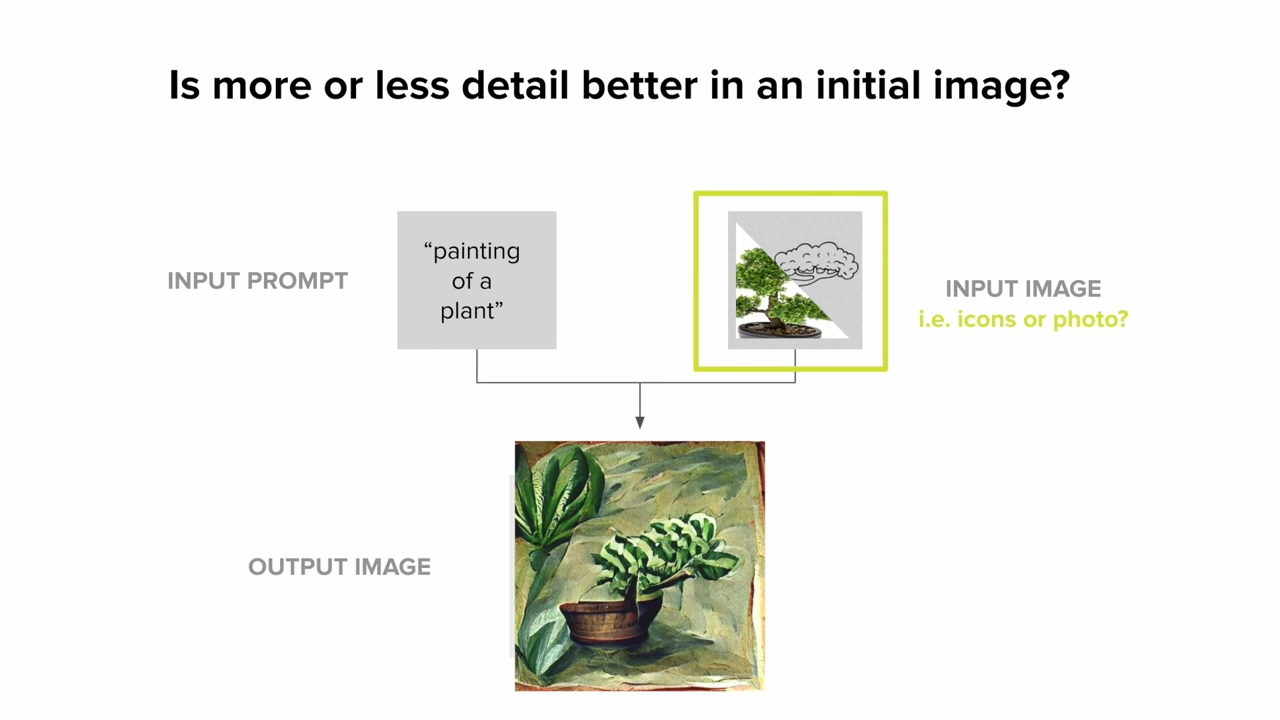 Is more or less detail better in an initial image?
INPUT PROMPT
“painting
of a
plant”
INPUT IMAGE
i.e. icons or photo?
OUTPUT IMAGE